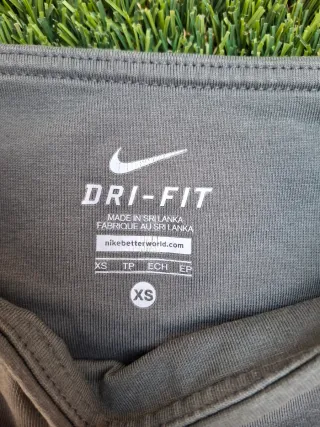 DRI-FIT
MADE IN SRI LANKA
FABRIQUE AU SRI LANKA
nikebetterworld.com
XS TP ECH EP
XS